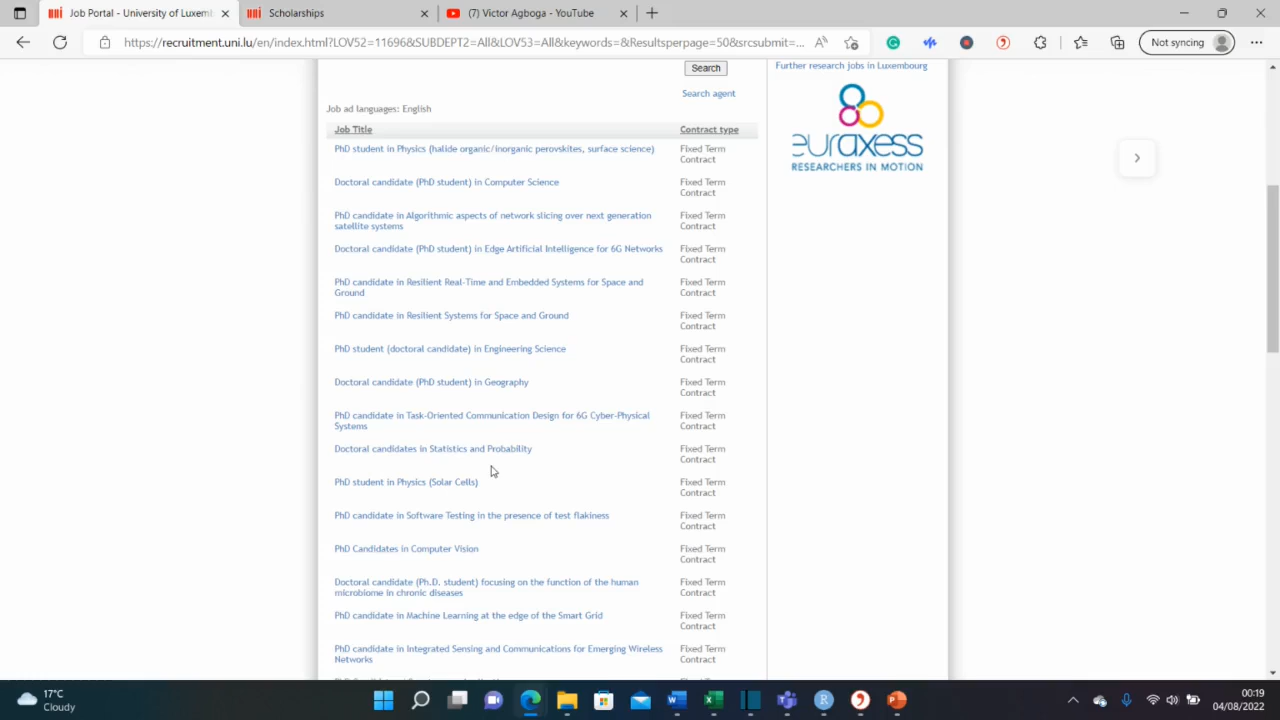 Job Portal - University of Luxemb
Scholarships
(7) Victor Agboga - YouTube
https://recruitment.uni.lu/en/index.html?LOV52=11696&SUBDEPT2=All&LOV53=All&keywords=&Resultsperpage=50&srcsubmit=...
Not syncing
Search
Further research jobs in Luxembourg
Search agent
euraxess
RESEARCHERS IN MOTION
Job ad languages: English
Job Title
Contract type
PhD student in Physics (halide organic/inorganic perovskites, surface science)
Fixed Term
Contract
Doctoral candidate (PhD student) in Computer Science
Fixed Term
Contract
PhD candidate in Algorithmic aspects of network slicing over next generation
satellite systems
Fixed Term
Contract
Doctoral candidate (PhD student) in Edge Artificial Intelligence for 6G Networks
Fixed Term
Contract
PhD candidate in Resilient Real-Time and Embedded Systems for Space and
Ground
Fixed Term
Contract
PhD candidate in Resilient Systems for Space and Ground
Fixed Term
Contract
PhD student (doctoral candidate) in Engineering Science
Fixed Term
Contract
Doctoral candidate (PhD student) in Geography
Fixed Term
Contract
PhD candidate in Task-Oriented Communication Design for 6G Cyber-Physical
Systems
Fixed Term
Contract
Doctoral candidates in Statistics and Probability
Fixed Term
Contract
PhD student in Physics (Solar Cells)
Fixed Term
Contract
PhD candidate in Software Testing in the presence of test flakiness
Fixed Term
Contract
PhD Candidates in Computer Vision
Fixed Term
Contract
Doctoral candidate (Ph.D. student) focusing on the function of the human
microbiome in chronic diseases
Fixed Term
Contract
PhD candidate in Machine Learning at the edge of the Smart Grid
Fixed Term
Contract
PhD candidate in Integrated Sensing and Communications for Emerging Wireless
Networks
Fixed Term
Contract
17°C
Cloudy
00:19
04/08/2022